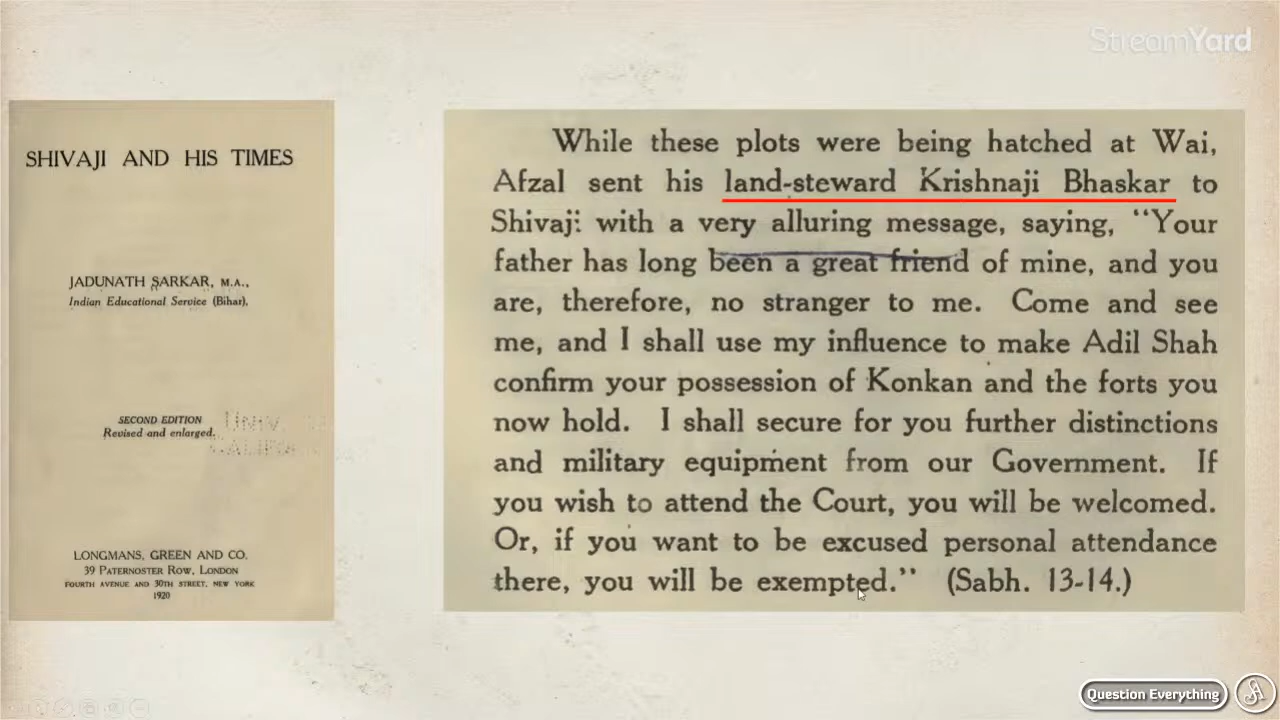 StreamYard
SHIVAJI AND HIS TIMES
JADUNATH SARKAR, M.A.,
Indian Educational Service (Bihar),
SECOND EDITION
Revised and enlarged.
UNIV.
CALIF
LONGMANS, GREEN AND CO.
39 PATERNOSTER ROW, LONDON
FOURTH AVENUE AND 30TH STREET, NEW YORK
1920
While these plots were being hatched at Wai,
Afzal sent his land-steward Krishnaji Bhaskar to
Shivaji with a very alluring message, saying, "Your
father has long been a great friend of mine, and you
are, therefore, no stranger to me. Come and see
me, and I shall use my influence to make Adil Shah
confirm your possession of Konkan and the forts you
now hold. I shall secure for you further distinctions
and military equipment from our Government. If
you wish to attend the Court, you will be welcomed.
Or, if you want to be excused personal attendance
there, you will be exempted." (Sabh. 13-14.)
Question Everything